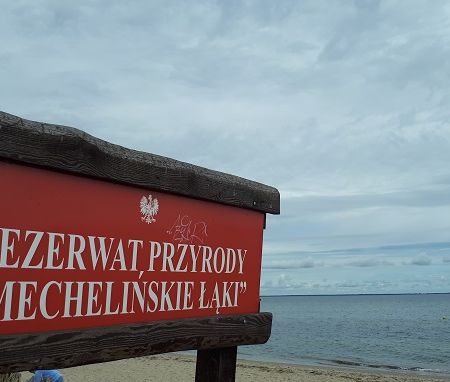 EZERWAT PRZYRODY
MECHELIŃSKIE ŁĄKI”